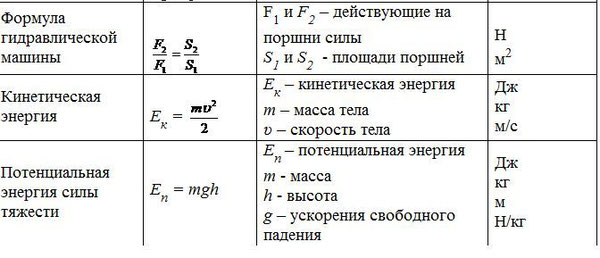 Формула гидравлической машины
F₂/F₁ = S₂/S₁
F₁ и F₂ – действующие на
поршни силы
S₁ и S₂ - площади поршней
Н
м²
Кинетическая
энергия
Eк = mυ²/2
Eк – кинетическая энергия
m – масса тела
υ – скорость тела
Дж
кг
м/с
Потенциальная
энергия силы
тяжести
Eп = mgh
Eп – потенциальная энергия
m - масса
h - высота
g – ускорения свободного
падения
Дж
кг
м
Н/кг